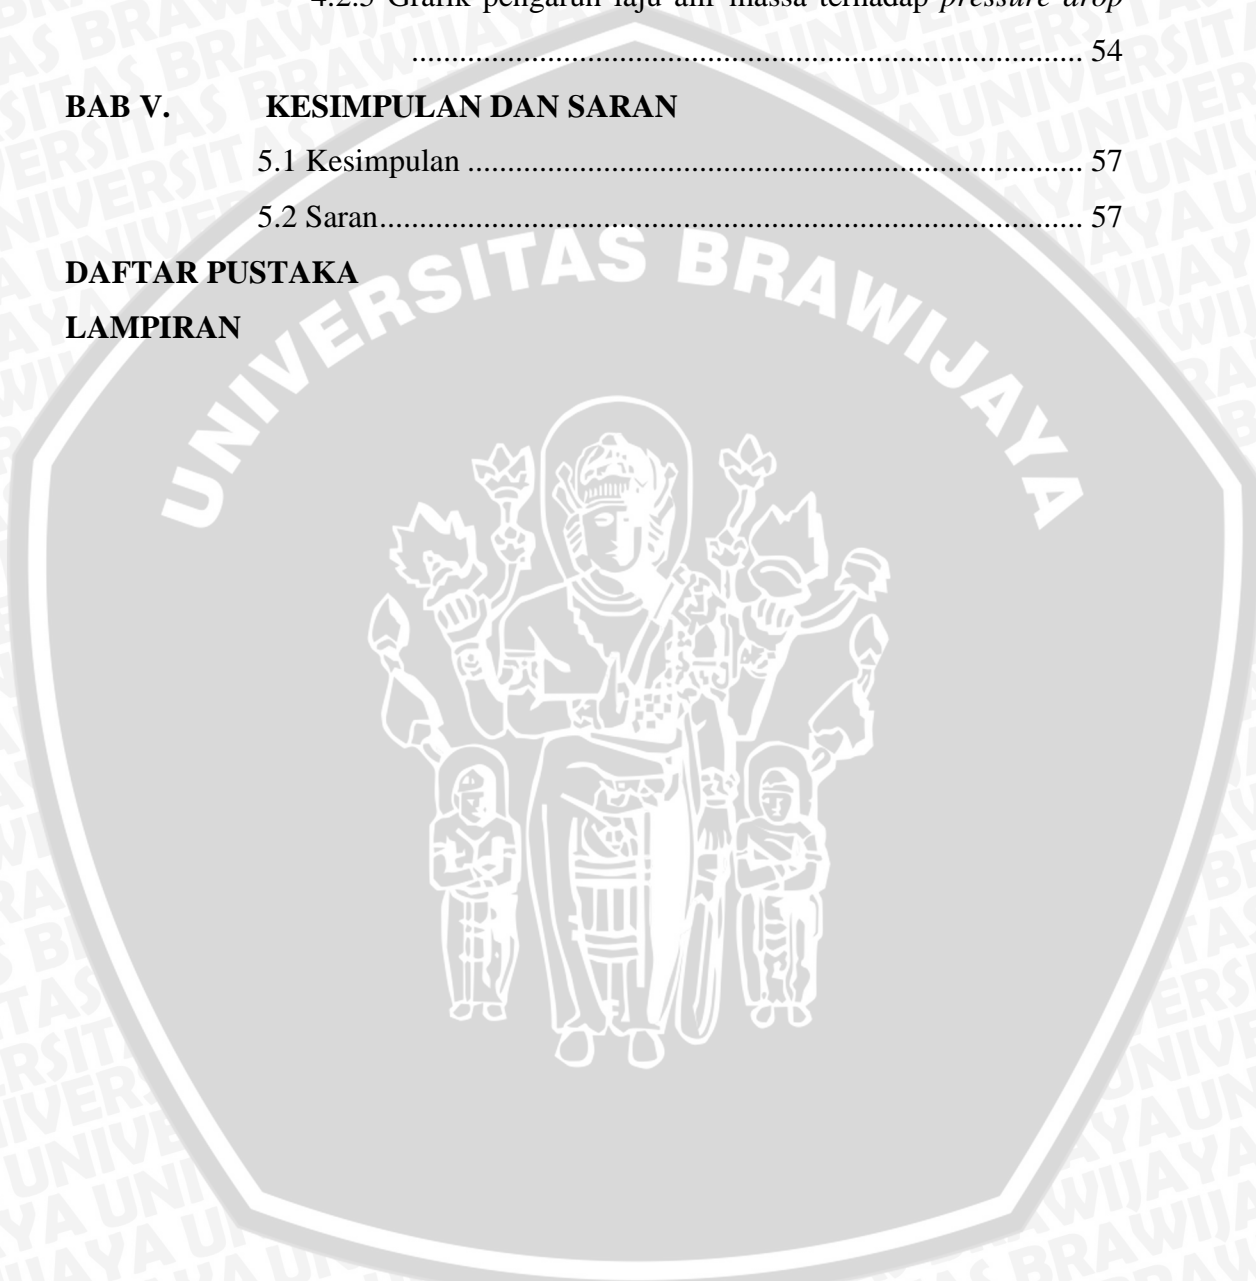 4.2.3 Grafik pengaruh laju alir massa terhadap pressure drop
........................................................................................ 54
BAB V. KESIMPULAN DAN SARAN
5.1 Kesimpulan ................................................................................ 57
5.2 Saran........................................................................................... 57
DAFTAR PUSTAKA
LAMPIRAN
UNIVERSITAS BRAWIJAYA